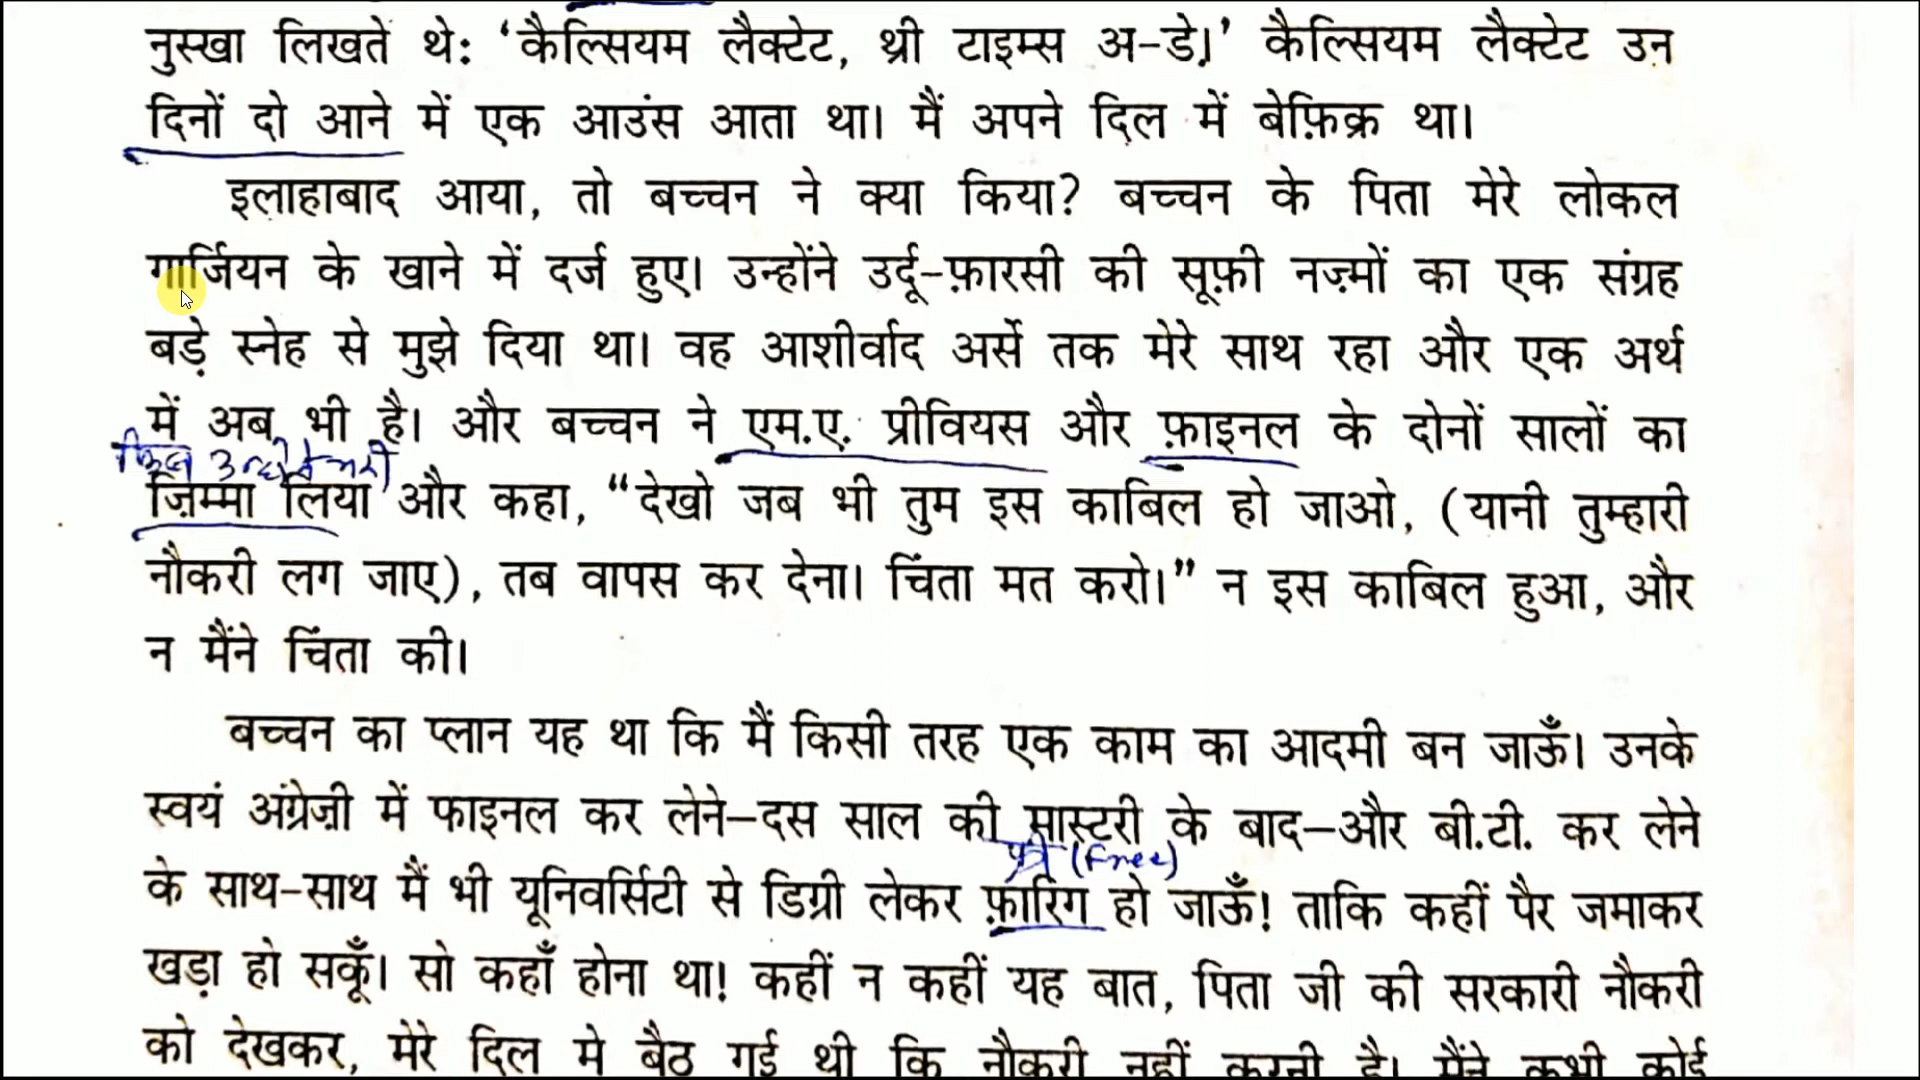 नुस्खा लिखते थे: ‘कैल्सियम लैक्टेट, थ्री टाइम्स अ-डे।’ कैल्सियम लैक्टेट उन
दिनों दो आने में एक आउंस आता था। मैं अपने दिल में बेफ़िक्र था।
इलाहाबाद आया, तो बच्चन ने क्या किया? बच्चन के पिता मेरे लोकल
गार्जियन के खाने में दर्ज हुए। उन्होंने उर्दू-फ़ारसी की सूफ़ी नज़्मों का एक संग्रह
बड़े स्नेह से मुझे दिया था। वह आशीर्वाद अर्से तक मेरे साथ रहा और एक अर्थ
में अब भी है। और बच्चन ने एम.ए. प्रीवियस और फ़ाइनल के दोनों सालों का
ज़िम्मा लिया और कहा, “देखो जब भी तुम इस काबिल हो जाओ, (यानी तुम्हारी
नौकरी लग जाए), तब वापस कर देना। चिंता मत करो।” न इस काबिल हुआ, और
न मैंने चिंता की।
बच्चन का प्लान यह था कि मैं किसी तरह एक काम का आदमी बन जाऊँ। उनके
स्वयं अंग्रेज़ी में फाइनल कर लेने—दस साल की मास्टरी के बाद—और बी.टी. कर लेने
(Free)
के साथ-साथ मैं भी यूनिवर्सिटी से डिग्री लेकर फ़ारिग हो जाऊँ! ताकि कहीं पैर जमाकर
खड़ा हो सकूँ। सो कहाँ होना था! कहीं न कहीं यह बात, पिता जी की सरकारी नौकरी
को देखकर, मेरे दिल मे बैठ गई थी कि नौकरी नहीं करनी है। मैंने कभी कोई